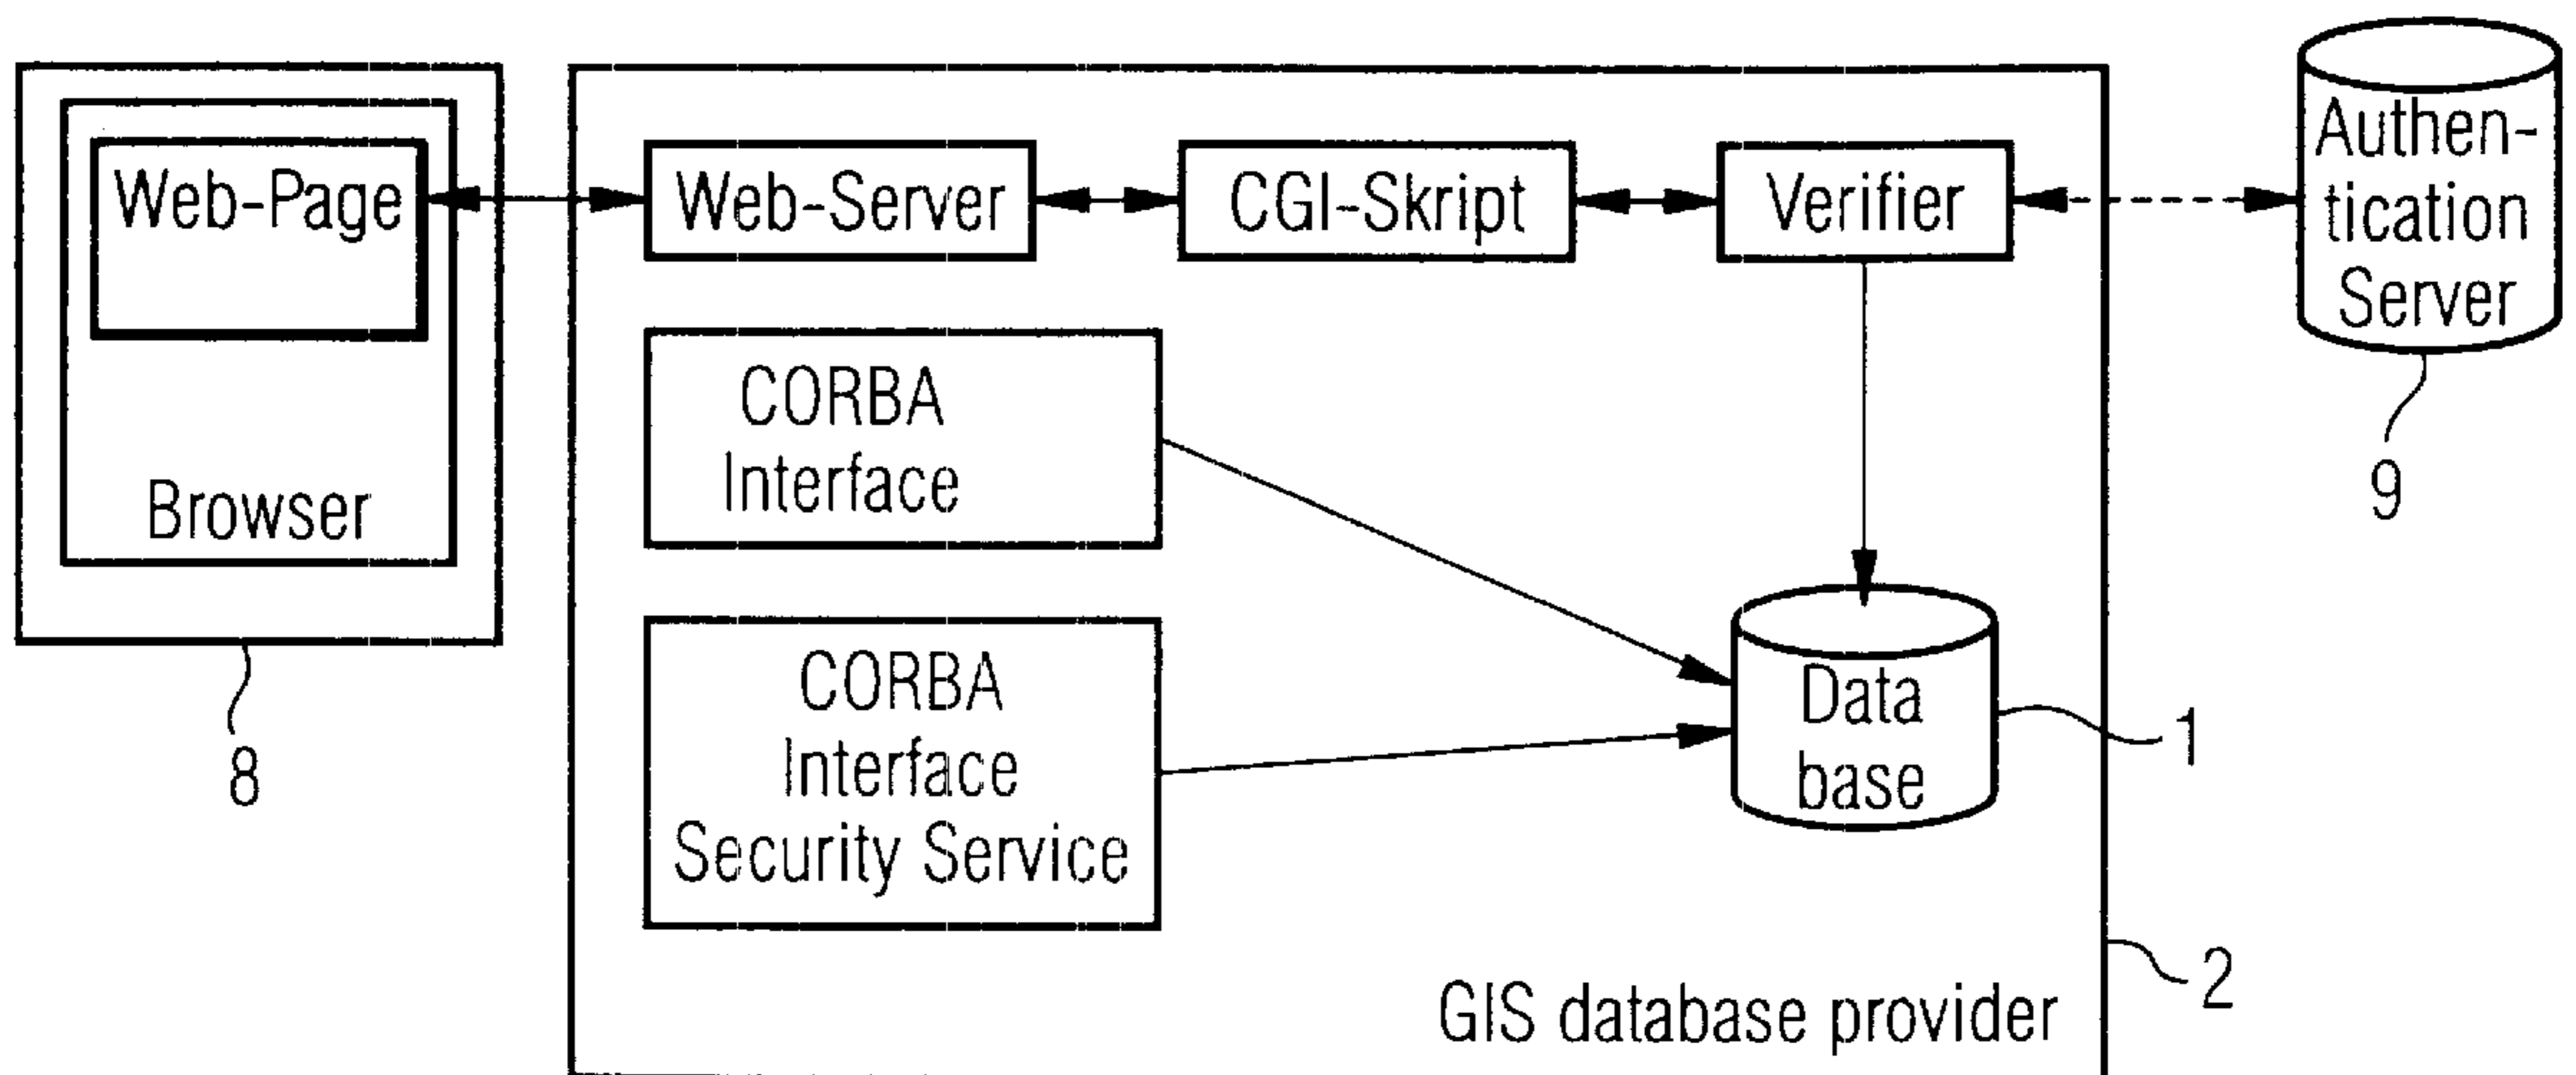 Web-Page
Browser
8
Web-Server
CGI-Skript
Verifier
Authen-
tication
Server
9
CORBA
Interface
CORBA
Interface
Security Service
Data
base
1
2
GIS database provider